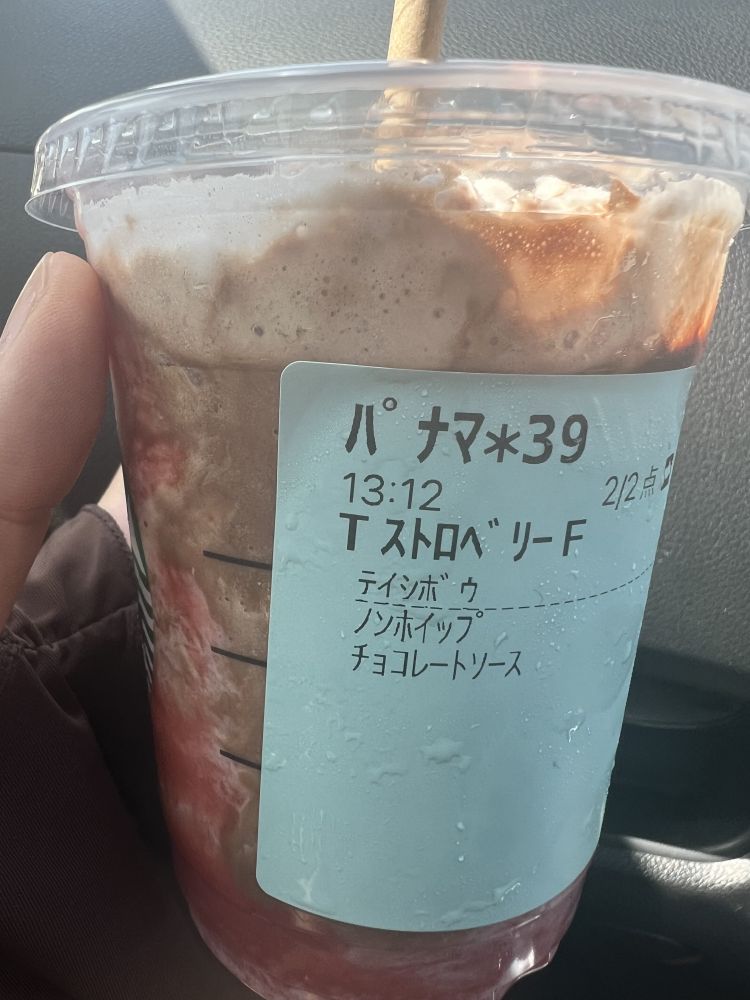 パナマ*39
13:12
2/2点
TストロベリーF
テイシボウ
ノンホイップ
チョコレートソース